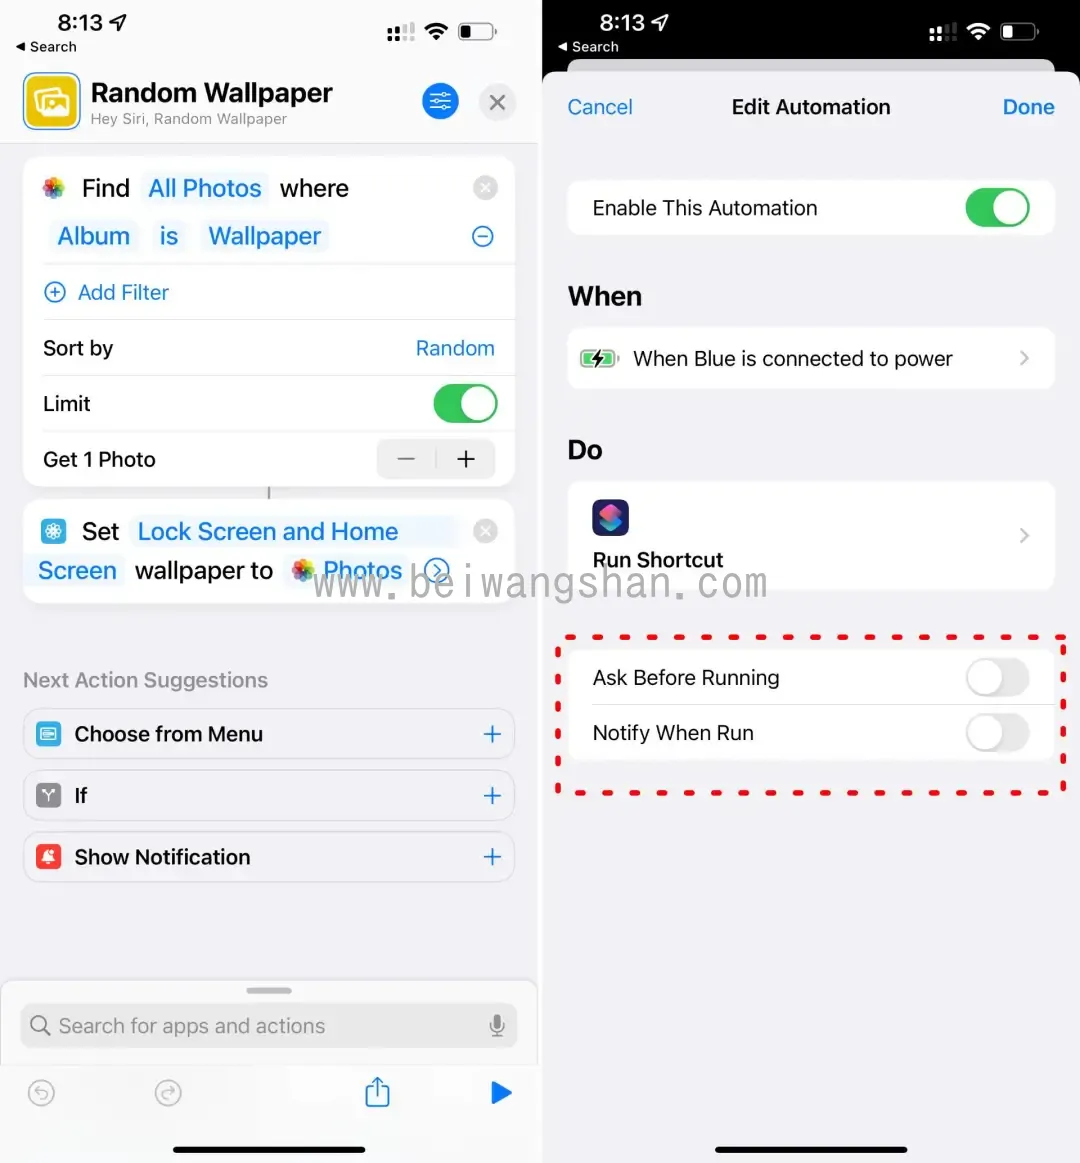 8:13
Search
Random Wallpaper
Hey Siri, Random Wallpaper
Find All Photos where
Album is Wallpaper
Add Filter
Sort by Random
Limit
Get 1 Photo
Set Lock Screen and Home
Screen wallpaper to Photos
Next Action Suggestions
Choose from Menu
If
Show Notification
Search for apps and actions
8:13
Search
Cancel Edit Automation Done
Enable This Automation
When
When Blue is connected to power
Do
Run Shortcut
Ask Before Running
Notify When Run
www.beiwangshan.com